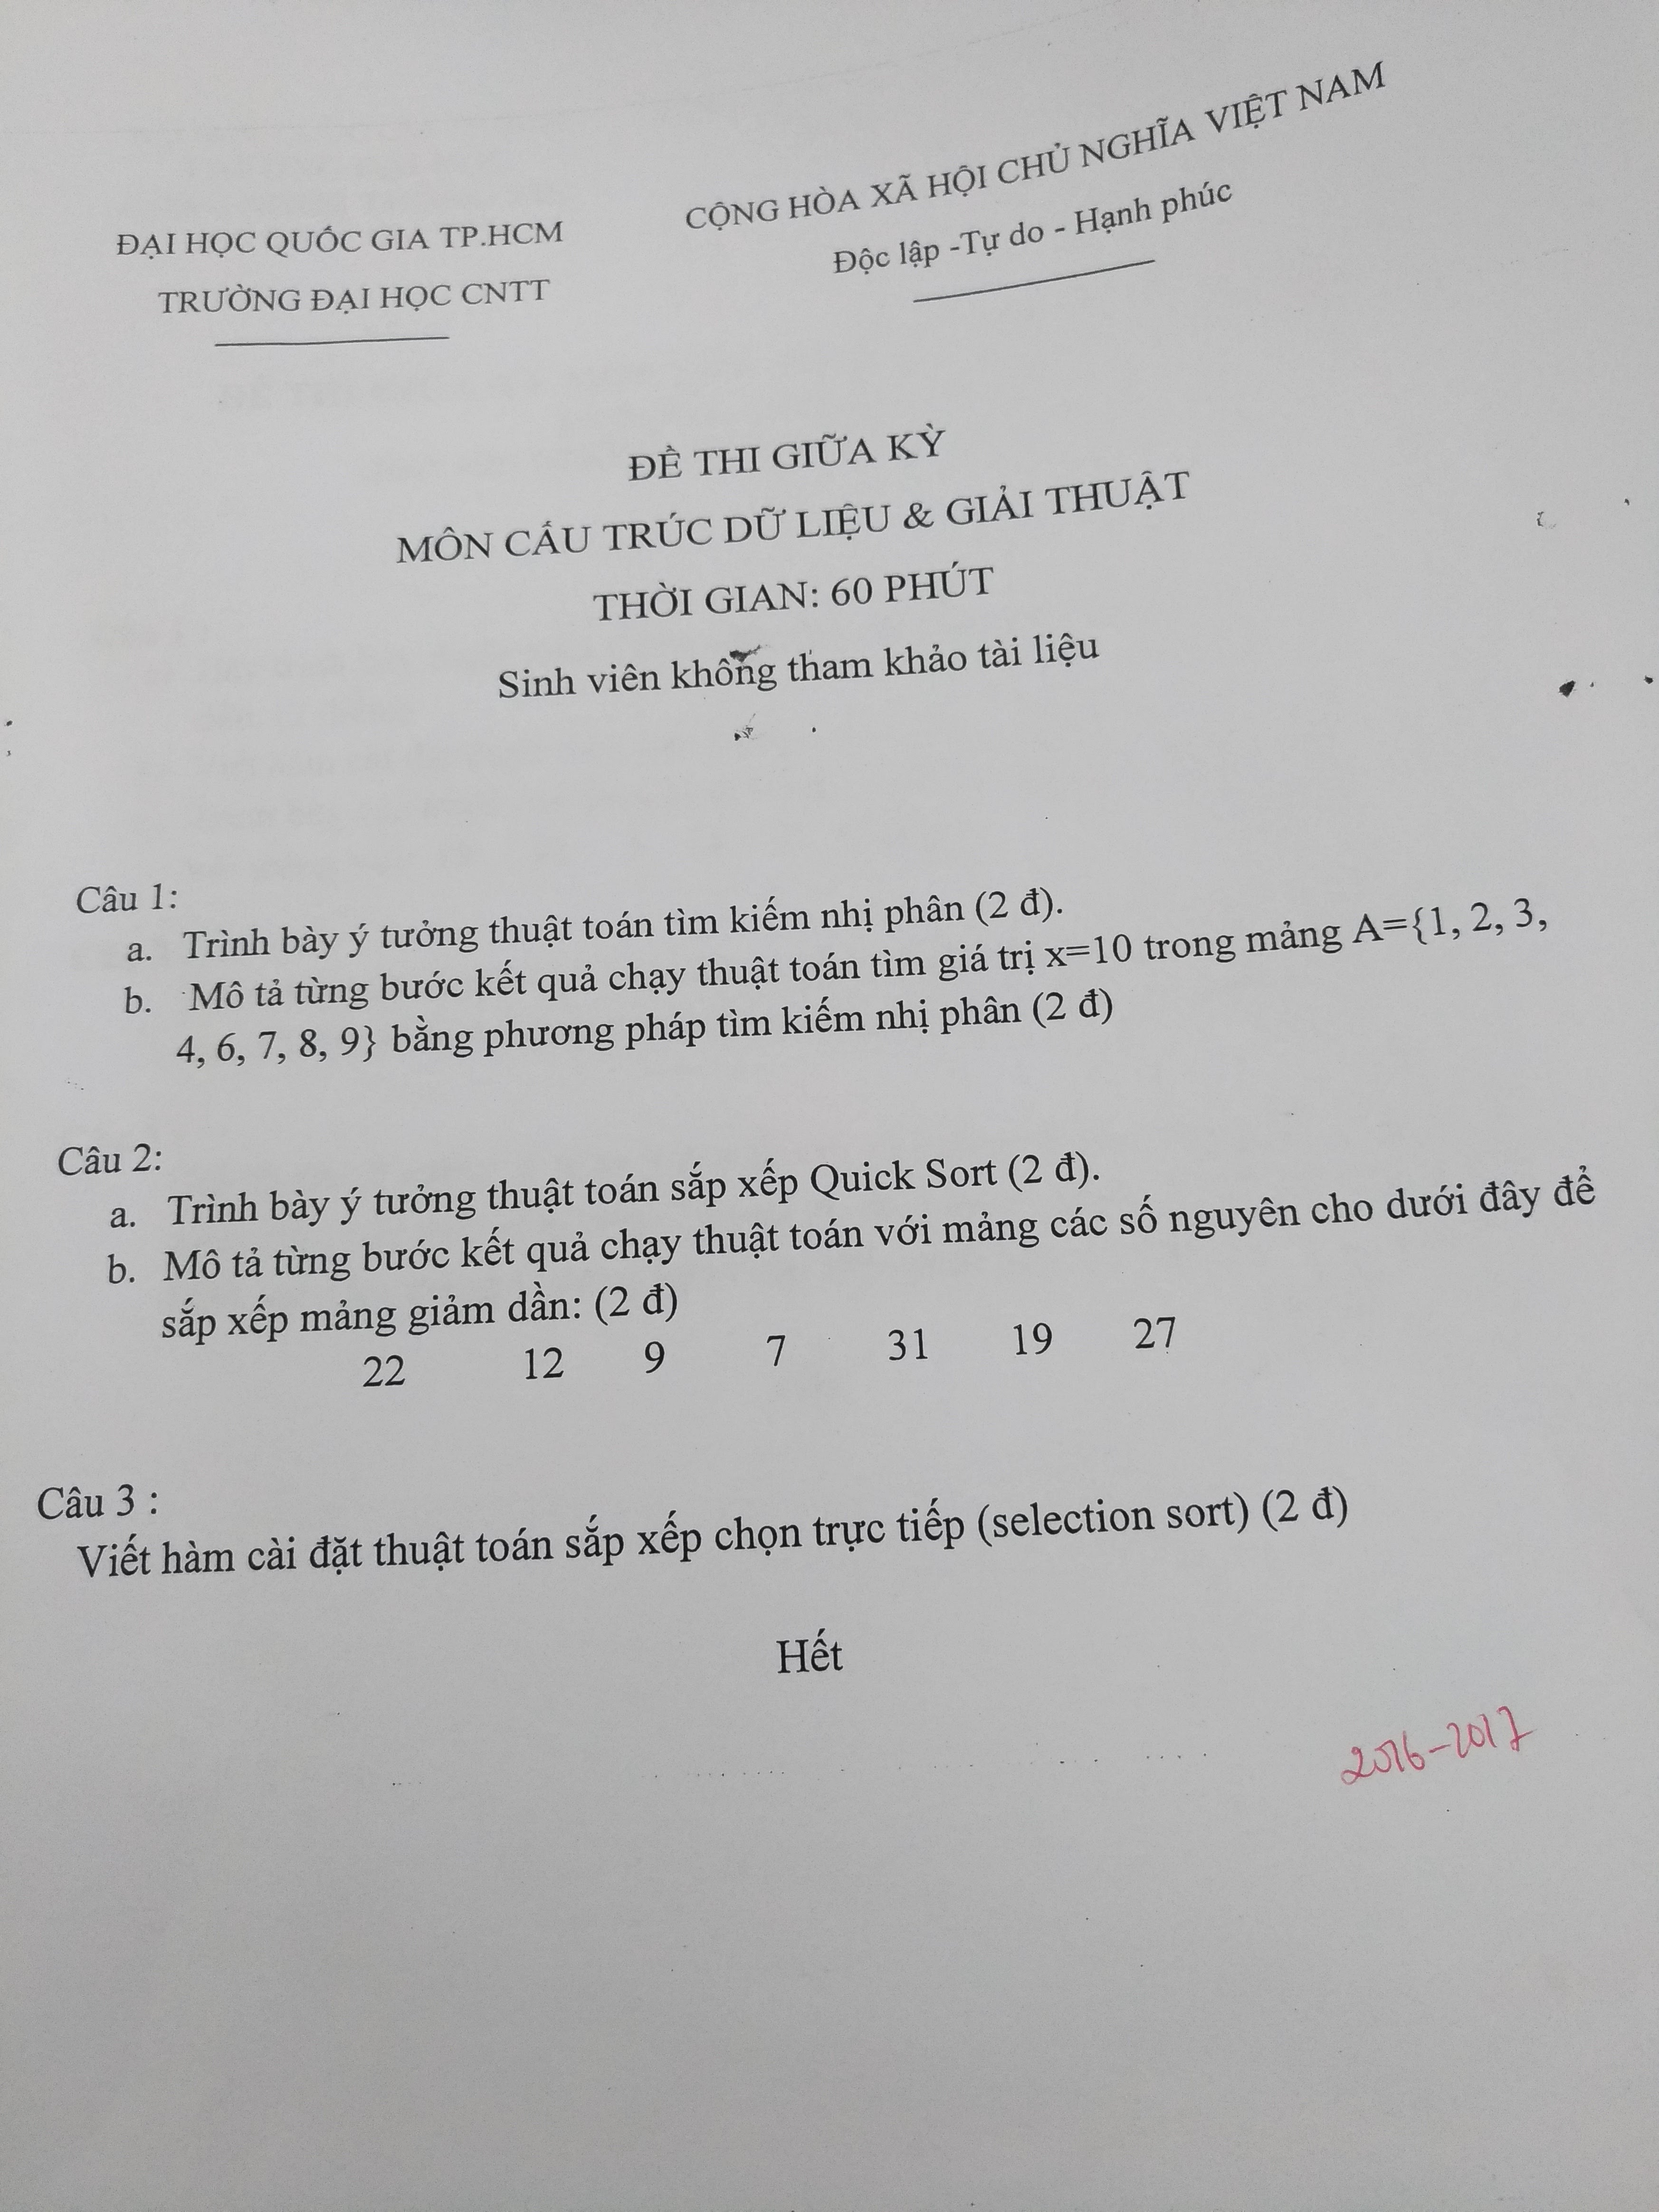 ĐẠI HỌC QUỐC GIA TP.HCM
TRƯỜNG ĐẠI HỌC CNTT
CỘNG HÒA XÃ HỘI CHỦ NGHĨA VIỆT NAM
Độc lập -Tự do - Hạnh phúc
ĐỀ THI GIỮA KỲ
MÔN CẤU TRÚC DỮ LIỆU & GIẢI THUẬT
THỜI GIAN: 60 PHÚT
Sinh viên không tham khảo tài liệu
Câu 1:
a. Trình bày ý tưởng thuật toán tìm kiếm nhị phân (2 đ).
b. Mô tả từng bước kết quả chạy thuật toán tìm giá trị x=10 trong mảng A={1, 2, 3,
4, 6, 7, 8, 9} bằng phương pháp tìm kiếm nhị phân (2 đ)
Câu 2:
a. Trình bày ý tưởng thuật toán sắp xếp Quick Sort (2 đ).
b. Mô tả từng bước kết quả chạy thuật toán với mảng các số nguyên cho dưới đây để
sắp xếp mảng giảm dần: (2 đ)
22 12 9 7 31 19 27
Câu 3 :
Viết hàm cài đặt thuật toán sắp xếp chọn trực tiếp (selection sort) (2 đ)
Hết
2016-2017